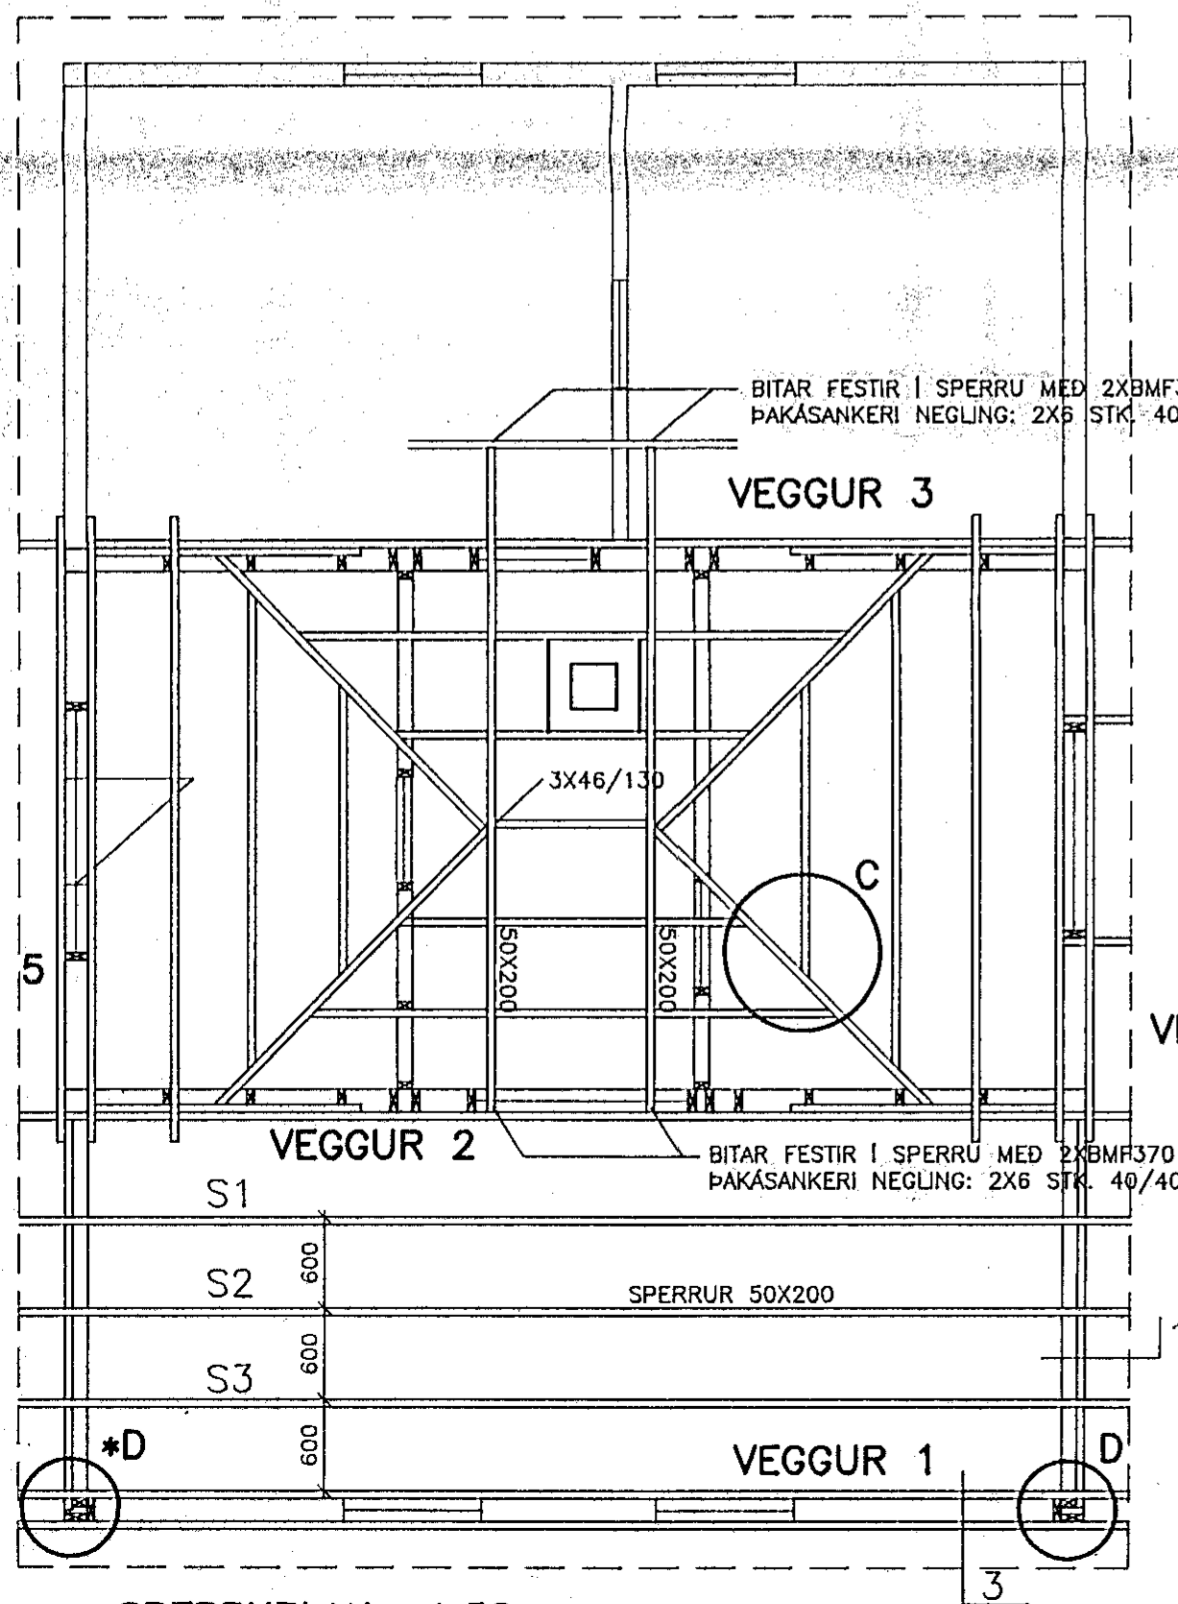 BITAR FESTIR Í SPERRU MEÐ 2XBMF3
ÞAKÁSANKERI NEGLING: 2X6 STK. 40
VEGGUR 3
3X46/130
C
50X200
50X200
5
VEGGUR 2
BITAR FESTIR Í SPERRU MEÐ 2XBMF370
ÞAKÁSANKERI NEGLING: 2X6 STK. 40/40
S1
600
S2
SPERRUR 50X200
600
S3
600
*D
VEGGUR 1
D
3